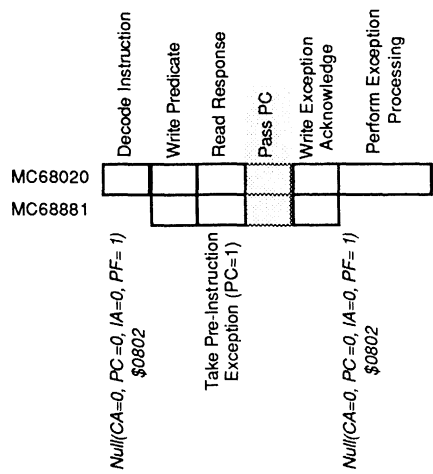 Decode Instruction
Write Predicate
Read Response
Pass PC
Write Exception
Acknowledge
Perform Exception
Processing
MC68020
MC68881
Null(CA=0, PC=0, IA=0, PF= 1)
$0802
Take Pre-Instruction
Exception (PC=1)
Null(CA=0, PC=0, IA=0, PF= 1)
$0802